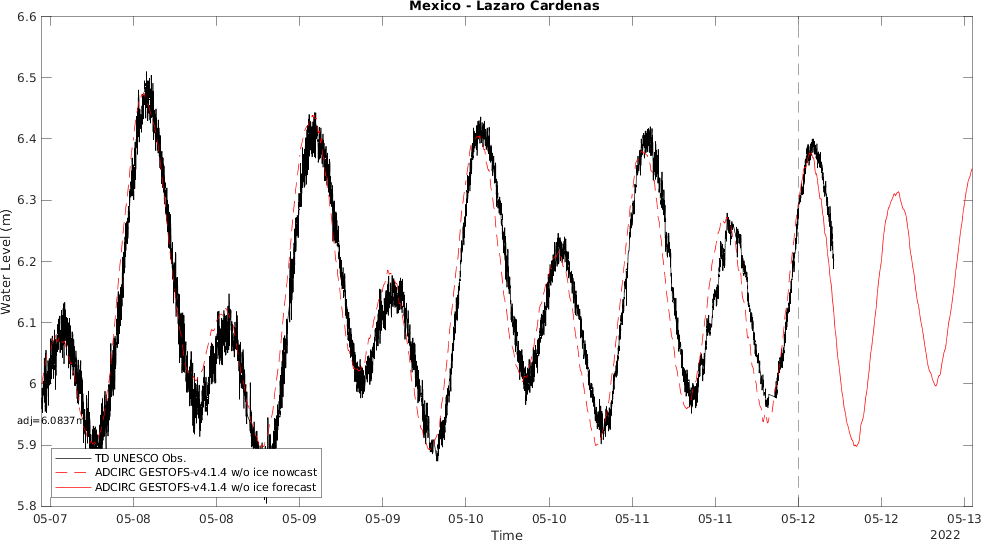 Mexico - Lazaro Cardenas
Water Level (m)
6.6
6.5
6.4
6.3
6.2
6.1
6
5.9
5.8
adj=6.0837m
TD UNESCO Obs.
ADCIRC GESTOFS-v4.1.4 w/o ice nowcast
ADCIRC GESTOFS-v4.1.4 w/o ice forecast
05-07 05-08 05-08 05-09 05-09 05-10 05-10 05-11 05-11 05-12 05-12 05-13
Time
2022